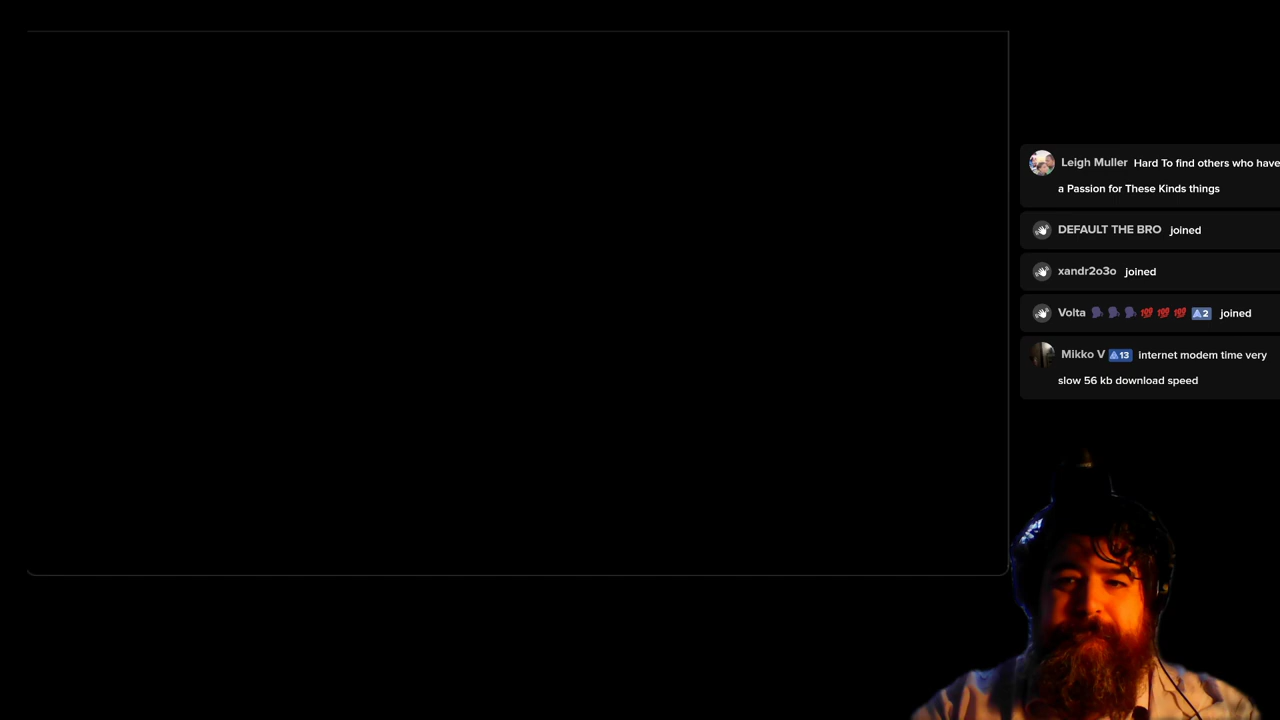 Leigh Muller Hard To find others who have
a Passion for These Kinds things
DEFAULT THE BRO joined
xandr2o3o joined
Volta 🗣🗣🗣💯💯💯 2 joined
Mikko V 13 internet modem time very
slow 56 kb download speed